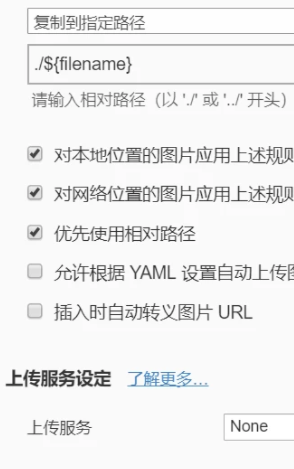 复制到指定路径
./${filename}
请输入相对路径（以 './' 或 '../' 开头）
对本地位置的图片应用上述规则
对网络位置的图片应用上述规则
优先使用相对路径
允许根据 YAML 设置自动上传图
插入时自动转义图片 URL
上传服务设定 了解更多...
上传服务 None